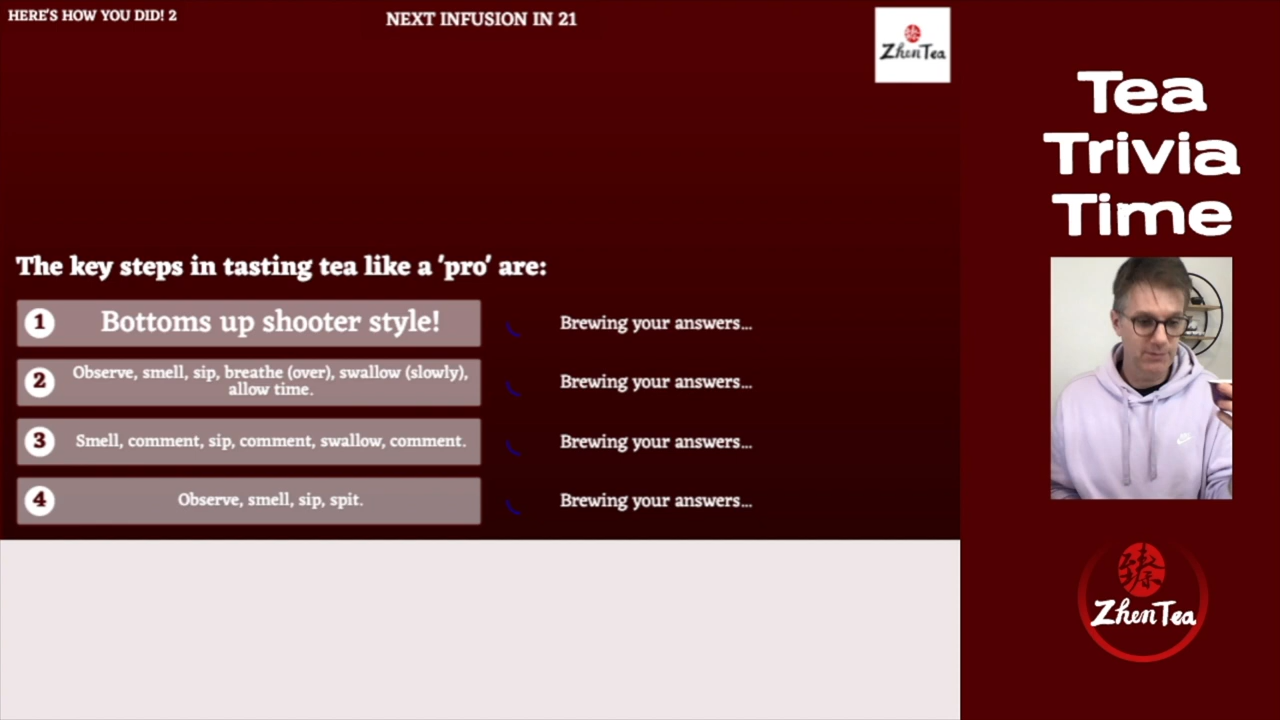 HERE'S HOW YOU DID! 2
NEXT INFUSION IN 21
臻
ZhenTea
Tea
Trivia
Time
The key steps in tasting tea like a 'pro' are:
1 Bottoms up shooter style! Brewing your answers...
2 Observe, smell, sip, breathe (over), swallow (slowly),
allow time. Brewing your answers...
3 Smell, comment, sip, comment, swallow, comment. Brewing your answers...
4 Observe, smell, sip, spit. Brewing your answers...
臻
ZhenTea